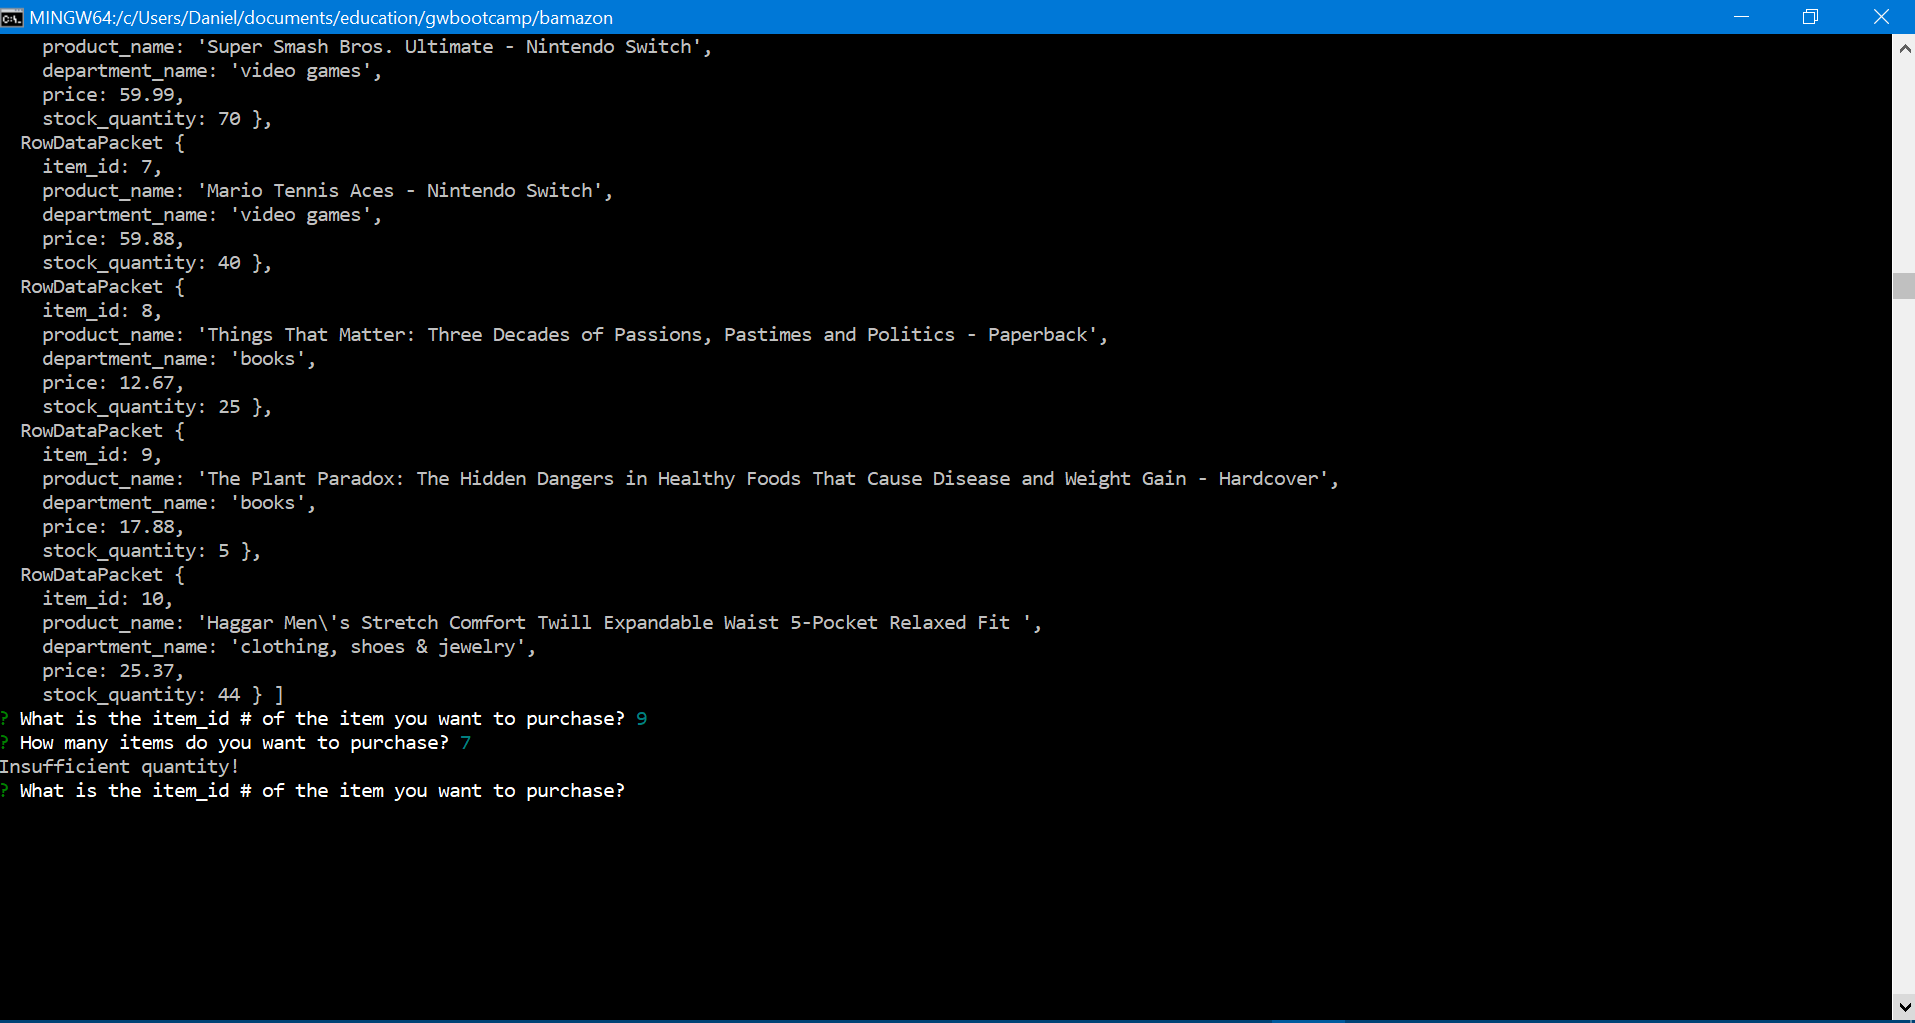 MINGW64:/c/Users/Daniel/documents/education/gwbootcamp/bamazon
product_name: 'Super Smash Bros. Ultimate - Nintendo Switch',
department_name: 'video games',
price: 59.99,
stock_quantity: 70 },
RowDataPacket {
item_id: 7,
product_name: 'Mario Tennis Aces - Nintendo Switch',
department_name: 'video games',
price: 59.88,
stock_quantity: 40 },
RowDataPacket {
item_id: 8,
product_name: 'Things That Matter: Three Decades of Passions, Pastimes and Politics - Paperback',
department_name: 'books',
price: 12.67,
stock_quantity: 25 },
RowDataPacket {
item_id: 9,
product_name: 'The Plant Paradox: The Hidden Dangers in Healthy Foods That Cause Disease and Weight Gain - Hardcover',
department_name: 'books',
price: 17.88,
stock_quantity: 5 },
RowDataPacket {
item_id: 10,
product_name: 'Haggar Men\'s Stretch Comfort Twill Expandable Waist 5-Pocket Relaxed Fit ',
department_name: 'clothing, shoes & jewelry',
price: 25.37,
stock_quantity: 44 } ]
? What is the item_id # of the item you want to purchase? 9
? How many items do you want to purchase? 7
Insufficient quantity!
? What is the item_id # of the item you want to purchase?